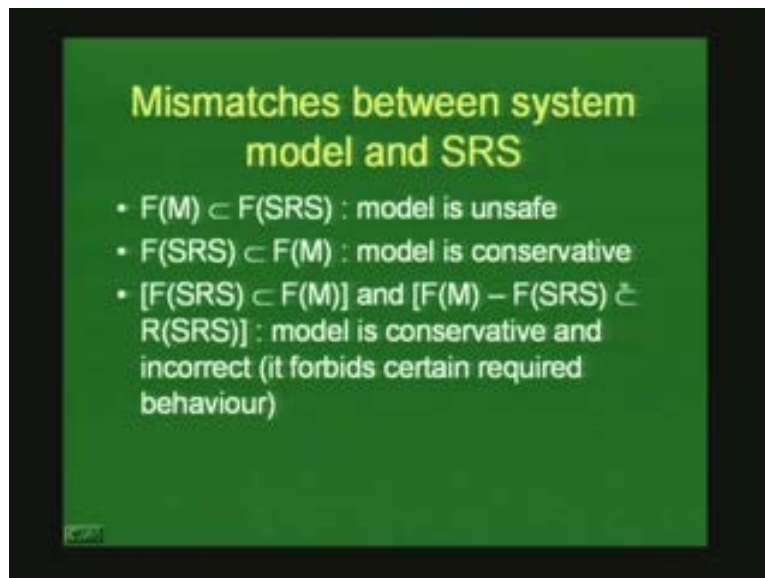 Mismatches between system
model and SRS
• F(M) ⊂ F(SRS) : model is unsafe
• F(SRS) ⊂ F(M) : model is conservative
• [F(SRS) ⊂ F(M)] and [F(M) – F(SRS)
R(SRS)] : model is conservative and
incorrect (it forbids certain required
behaviour)